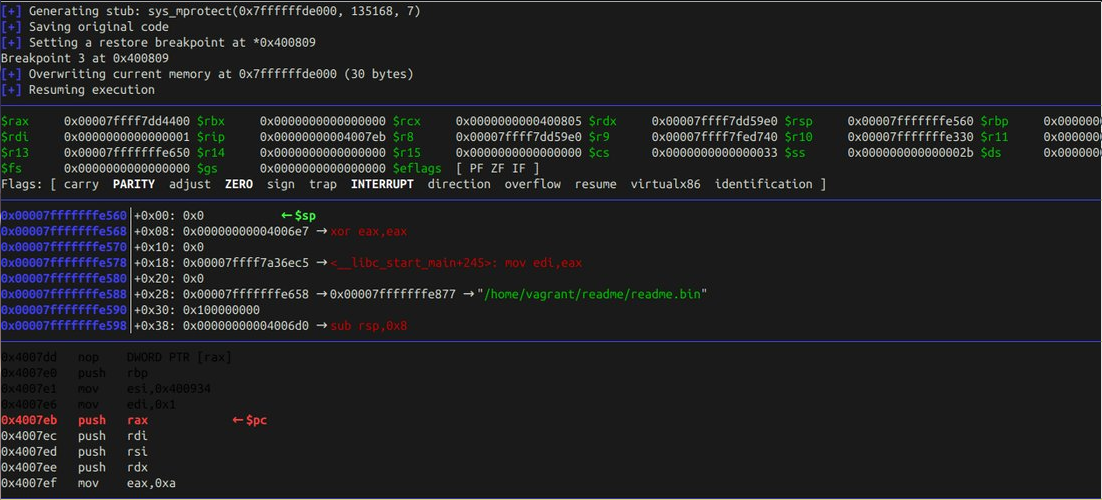 [+] Generating stub: sys_mprotect(0x7ffffffde000, 135168, 7)
[+] Saving original code
[+] Setting a restore breakpoint at *0x400809
Breakpoint 3 at 0x400809
[+] Overwriting current memory at 0x7ffffffde000 (30 bytes)
[+] Resuming execution
$rax 0x00007ffff7dd4400 $rbx 0x0000000000000000 $rcx 0x0000000000400805 $rdx 0x00007ffff7dd59e0 $rsp 0x00007fffffffe560 $rbp 0x000000
$rdi 0x0000000000000001 $rip 0x00000000004007eb $r8 0x00007ffff7dd59e0 $r9 0x00007ffff7fed740 $r10 0x00007fffffffe330 $r11 0x000000
$r13 0x00007fffffffe650 $r14 0x0000000000000000 $r15 0x0000000000000000 $cs 0x0000000000000033 $ss 0x000000000000002b $ds 0x000000
$fs 0x0000000000000000 $gs 0x0000000000000000 $eflags [ PF ZF IF ]
Flags: [ carry PARITY adjust ZERO sign trap INTERRUPT direction overflow resume virtualx86 identification ]
0x00007fffffffe560 +0x00: 0x0 ←$sp
0x00007fffffffe568 +0x08: 0x00000000004006e7 →xor eax,eax
0x00007fffffffe570 +0x10: 0x0
0x00007fffffffe578 +0x18: 0x00007ffff7a36ec5 →<__libc_start_main+245>: mov edi,eax
0x00007fffffffe580 +0x20: 0x0
0x00007fffffffe588 +0x28: 0x00007fffffffe658 →0x00007fffffffe877 →"/home/vagrant/readme/readme.bin"
0x00007fffffffe590 +0x30: 0x100000000
0x00007fffffffe598 +0x38: 0x00000000004006d0 →sub rsp,0x8
0x4007dd nop DWORD PTR [rax]
0x4007e0 push rbp
0x4007e1 mov esi,0x400934
0x4007e6 mov edi,0x1
0x4007eb push rax ←$pc
0x4007ec push rdi
0x4007ed push rsi
0x4007ee push rdx
0x4007ef mov eax,0xa